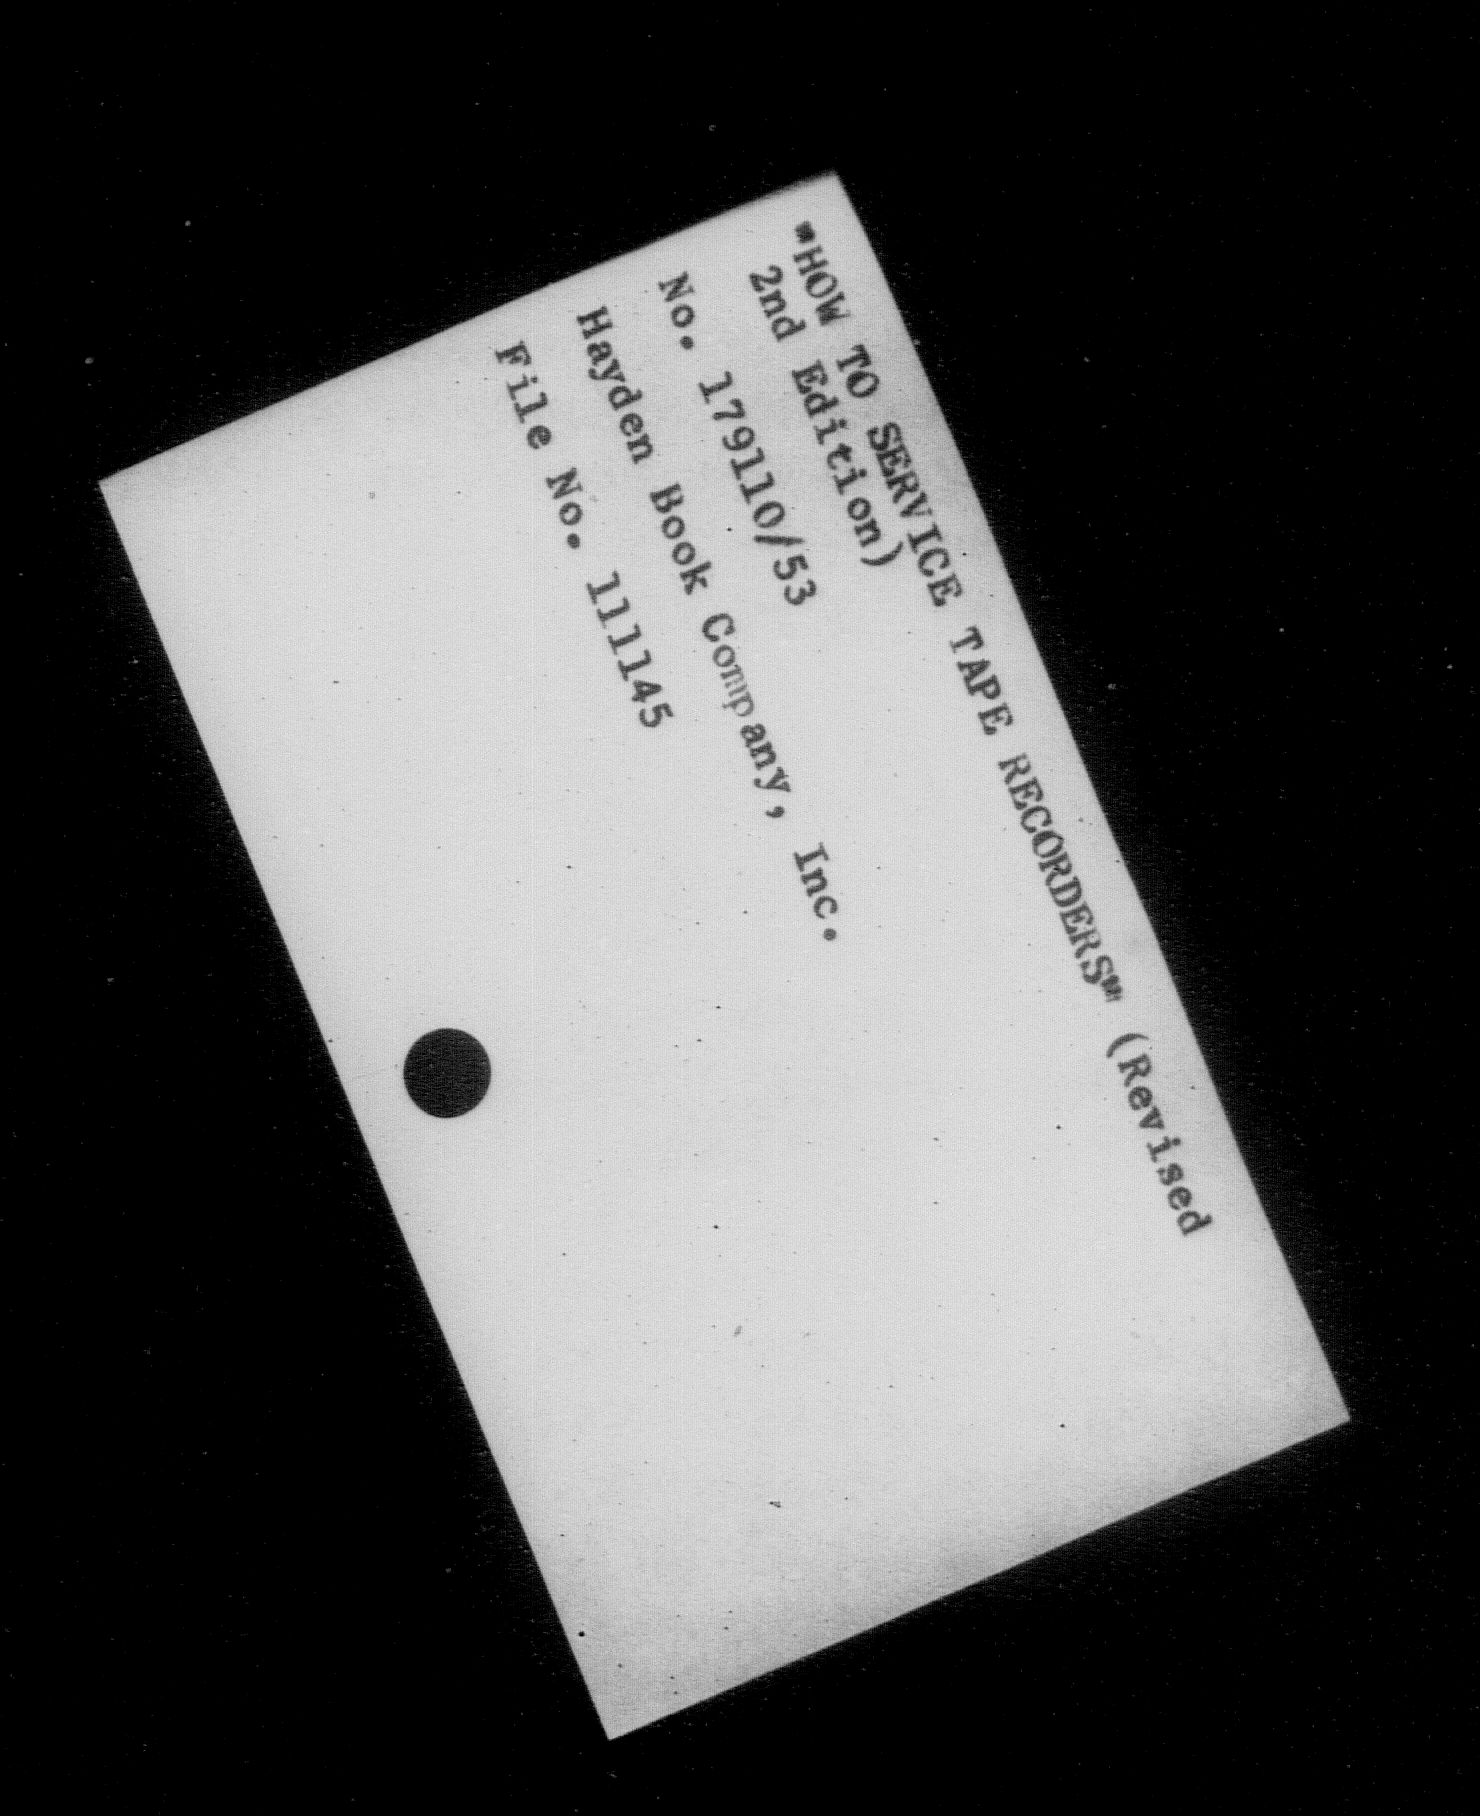 "HOW TO SERVICE TAPE RECORDERS" (Revised
2nd Edition)
No. 179110/53
Hayden Book Company, Inc.
File No. 111145